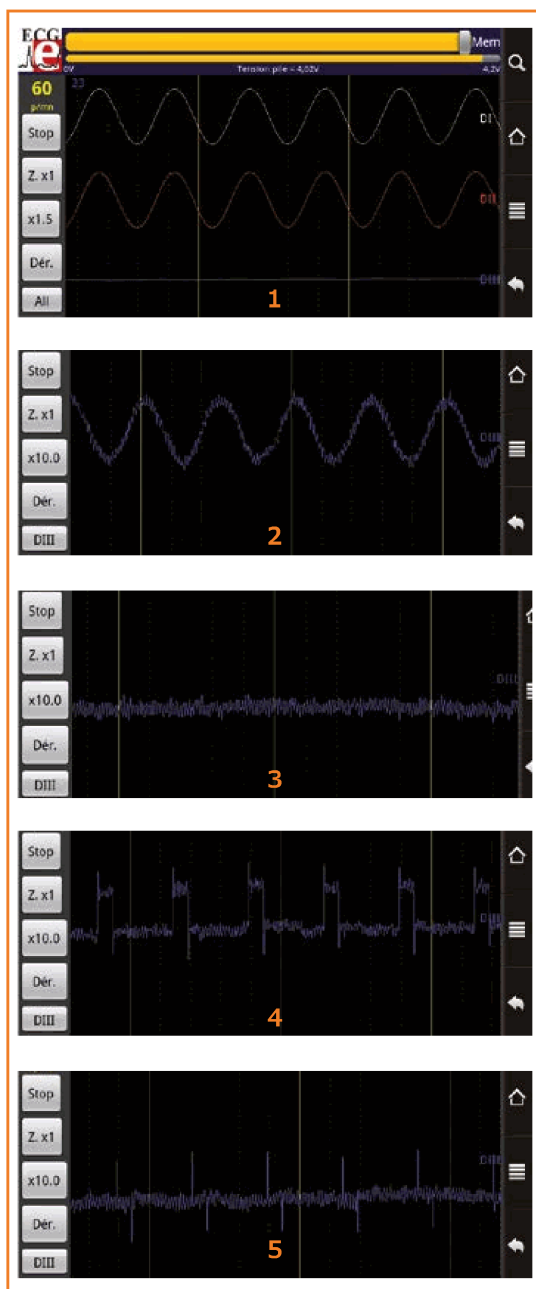 ECG
e
Mem
0V
Tension pile = 4,02V
4,2V
60
p/mn
33
Stop
DI
Z. x1
x1.5
DII
Dér.
DIII
All
1
Stop
Z. x1
DIII
x10.0
Dér.
DIII
2
Stop
Z. x1
DIII
x10.0
Dér.
DIII
3
Stop
Z. x1
DIII
x10.0
Dér.
DIII
4
Stop
Z. x1
DIII
x10.0
Dér.
DIII
5